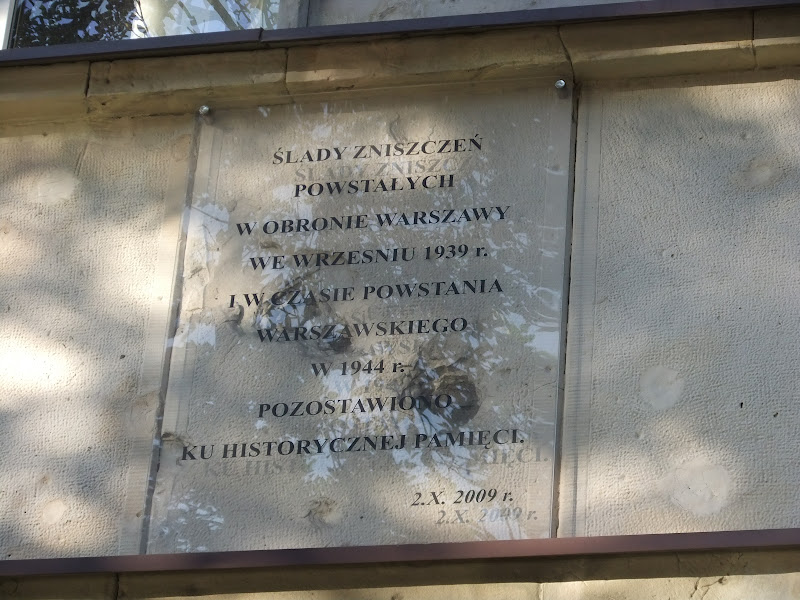 ŚLADY ZNISZCZEŃ
POWSTAŁYCH
W OBRONIE WARSZAWY
WE WRZEŚNIU 1939 r.
I W CZASIE POWSTANIA
WARSZAWSKIEGO
W 1944 r.
POZOSTAWIONO
KU HISTORYCZNEJ PAMIĘCI.
2.X. 2009 r.